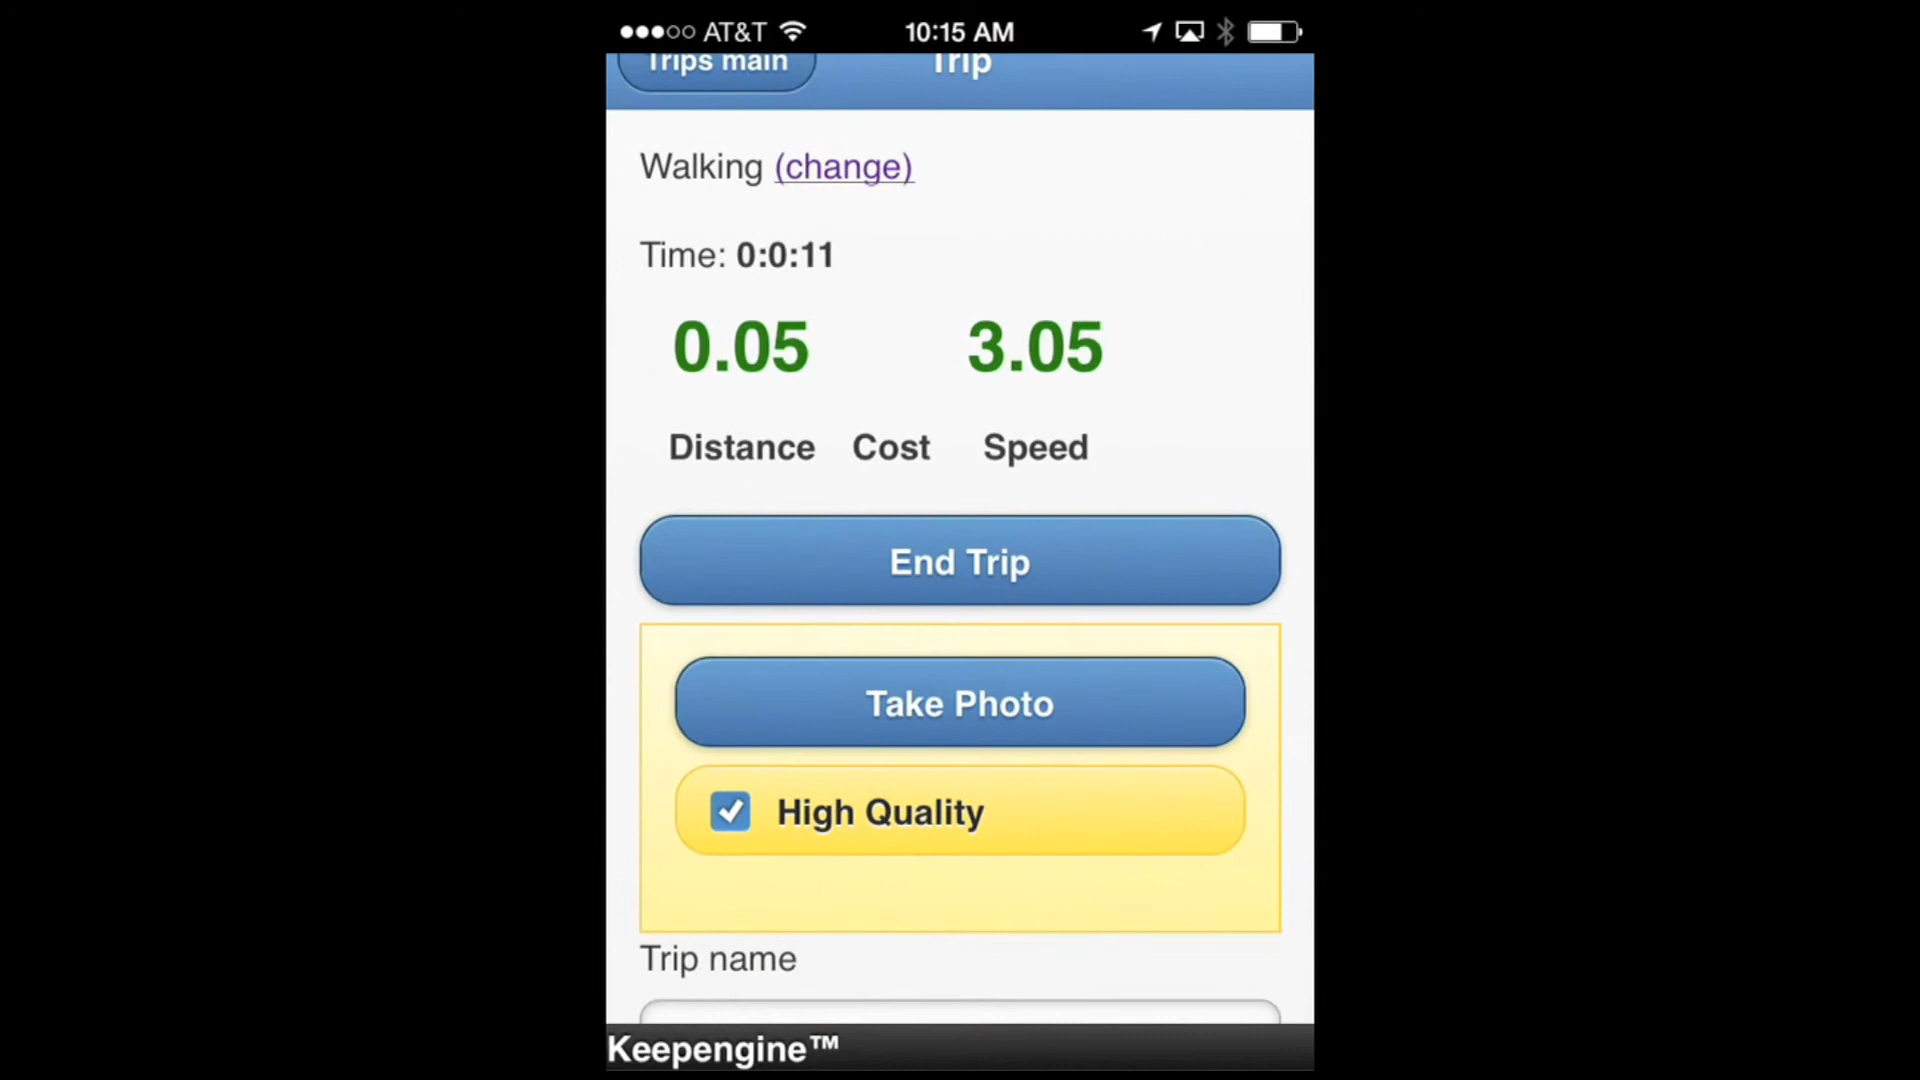 AT&T 10:15 AM
Trips main Trip
Walking (change)
Time: 0:0:11
0.05 3.05
Distance Cost Speed
End Trip
Take Photo
High Quality
Trip name
Keepengine™